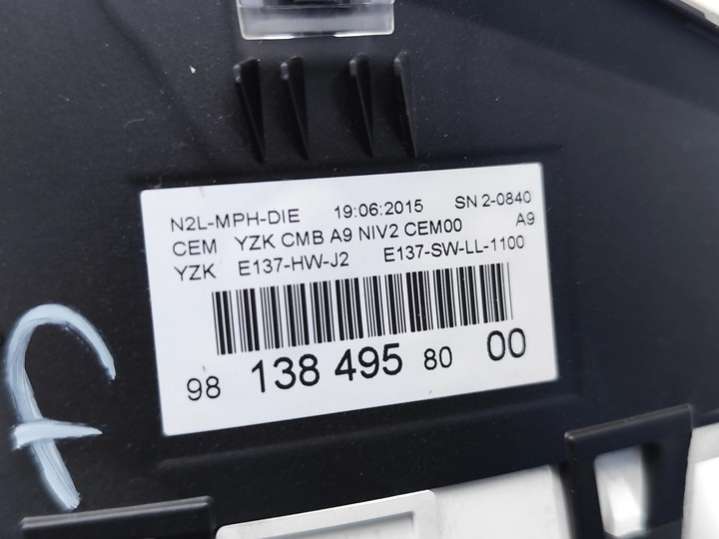 N2L-MPH-DIE 19:06:2015 SN 2-0840
CEM YZK CMB A9 NIV2 CEM00 A9
YZK E137-HW-J2 E137-SW-LL-1100
98 138 495 80 00